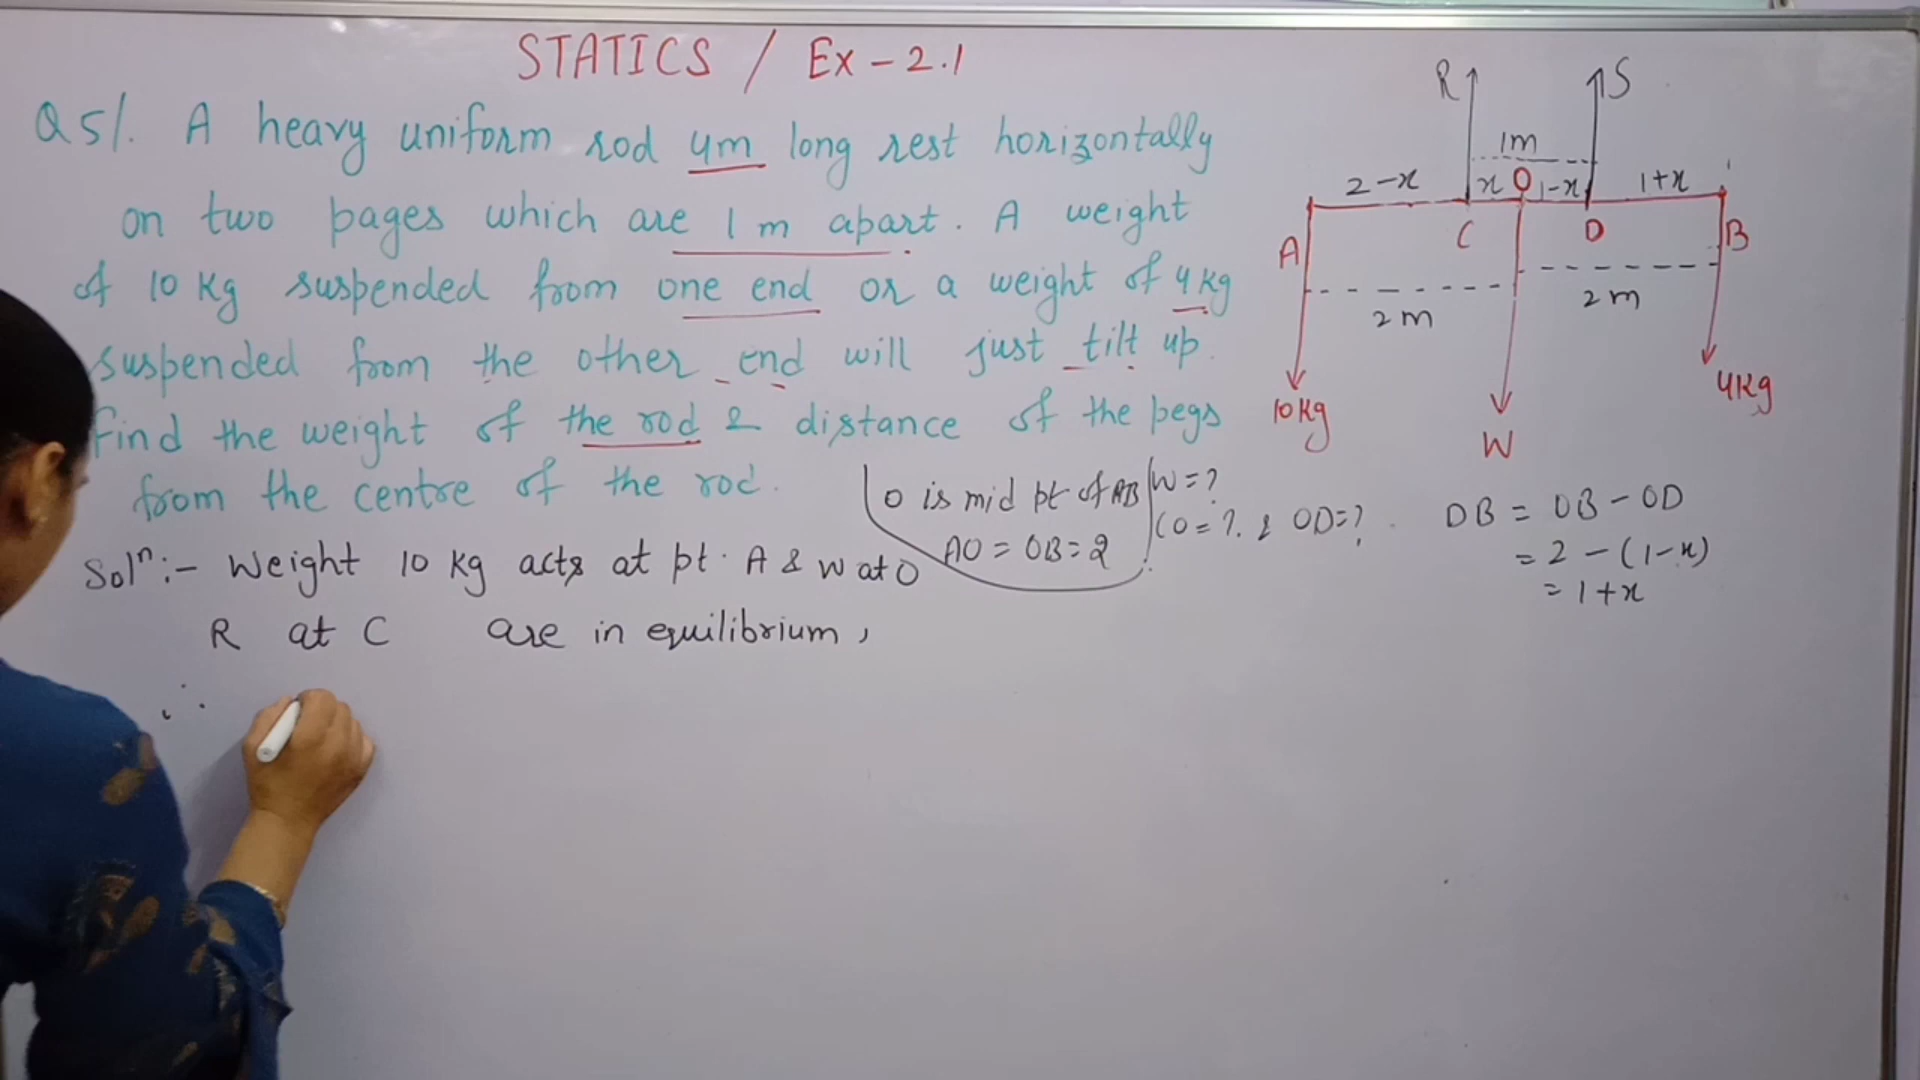 STATICS / Ex - 2.1
Q5/. A heavy uniform rod 4m long rest horizontally
on two pages which are 1 m apart. A weight
of 10 Kg suspended from one end or a weight of 4 kg
suspended from the other end will just tilt up.
Find the weight of the rod & distance of the pegs
from the centre of the rod.
O is mid pt of AB
AO = OB = 2
W = ?
CO = ?. & OD = ?
Solⁿ:- Weight 10 kg acts at pt. A & W at O
R at C are in equilibrium,
∴
R
S
1m
2-x
x
O
1-x
1+x
A
C
D
B
2m
2m
10 Kg
W
4Kg
DB = OB - OD
= 2 - (1-x)
= 1+x